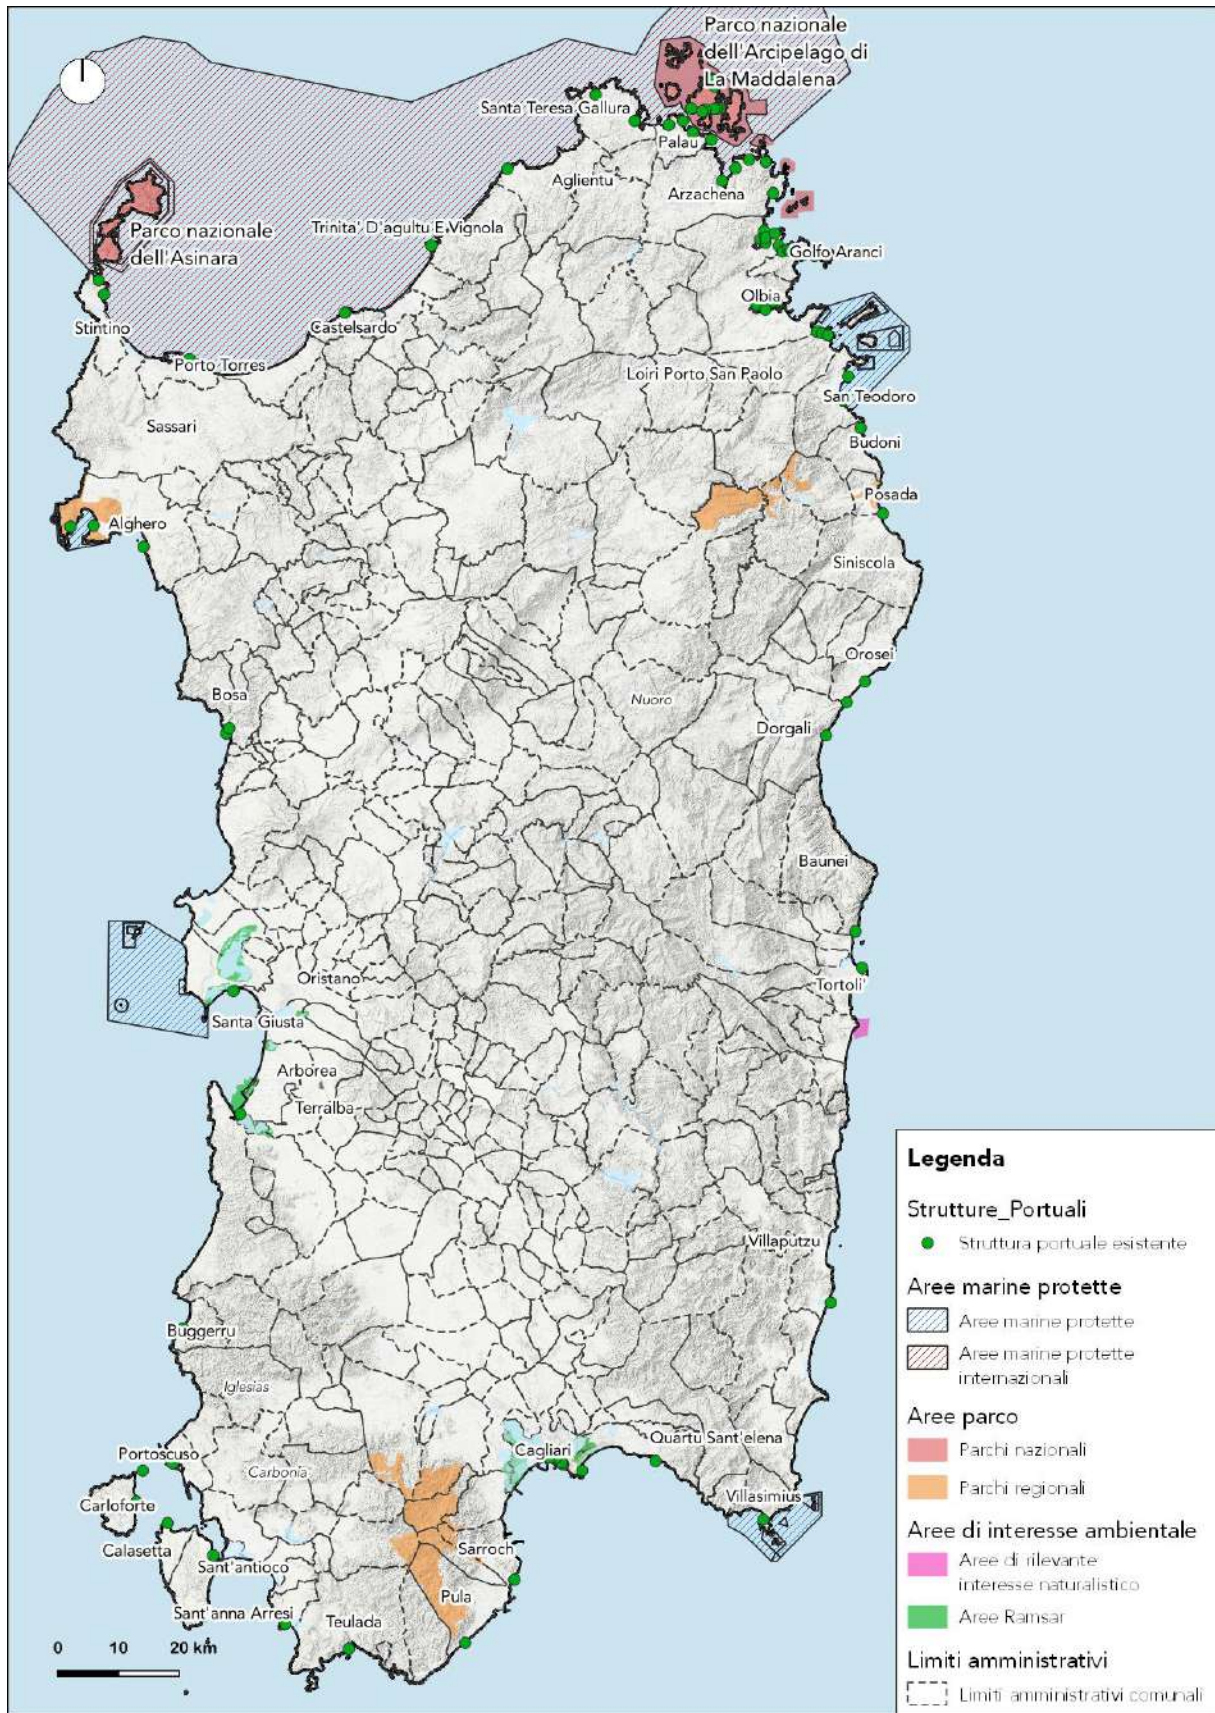 Parco nazionale
dell'Arcipelago di
La Maddalena
Santa Teresa Gallura
Palau
Aglientu
Arzachena
Parco nazionale
dell'Asinara
Trinita' D'agultu E Vignola
Golfo Aranci
Olbia
Stintino
Castelsardo
Porto Torres
Loiri Porto San Paolo
San Teodoro
Sassari
Budoni
Posada
Alghero
Siniscola
Orosei
Bosa
Nuoro
Dorgali
Baunei
Oristano
Tortoli'
Santa Giusta
Arborea
Terralba
Villaputzu
Buggerru
Iglesias
Portoscuso
Carbonia
Cagliari
Quartu Sant'elena
Carloforte
Villasimius
Calasetta
Sant'antioco
Sarroch
Pula
Sant'anna Arresi
Teulada
0 10 20 km
Legenda
Strutture_Portuali
Struttura portuale esistente
Aree marine protette
Aree marine protette
Aree marine protette
internazionali
Aree parco
Parchi nazionali
Parchi regionali
Aree di interesse ambientale
Aree di rilevante
interesse naturalistico
Aree Ramsar
Limiti amministrativi
Limiti amministrativi comunali